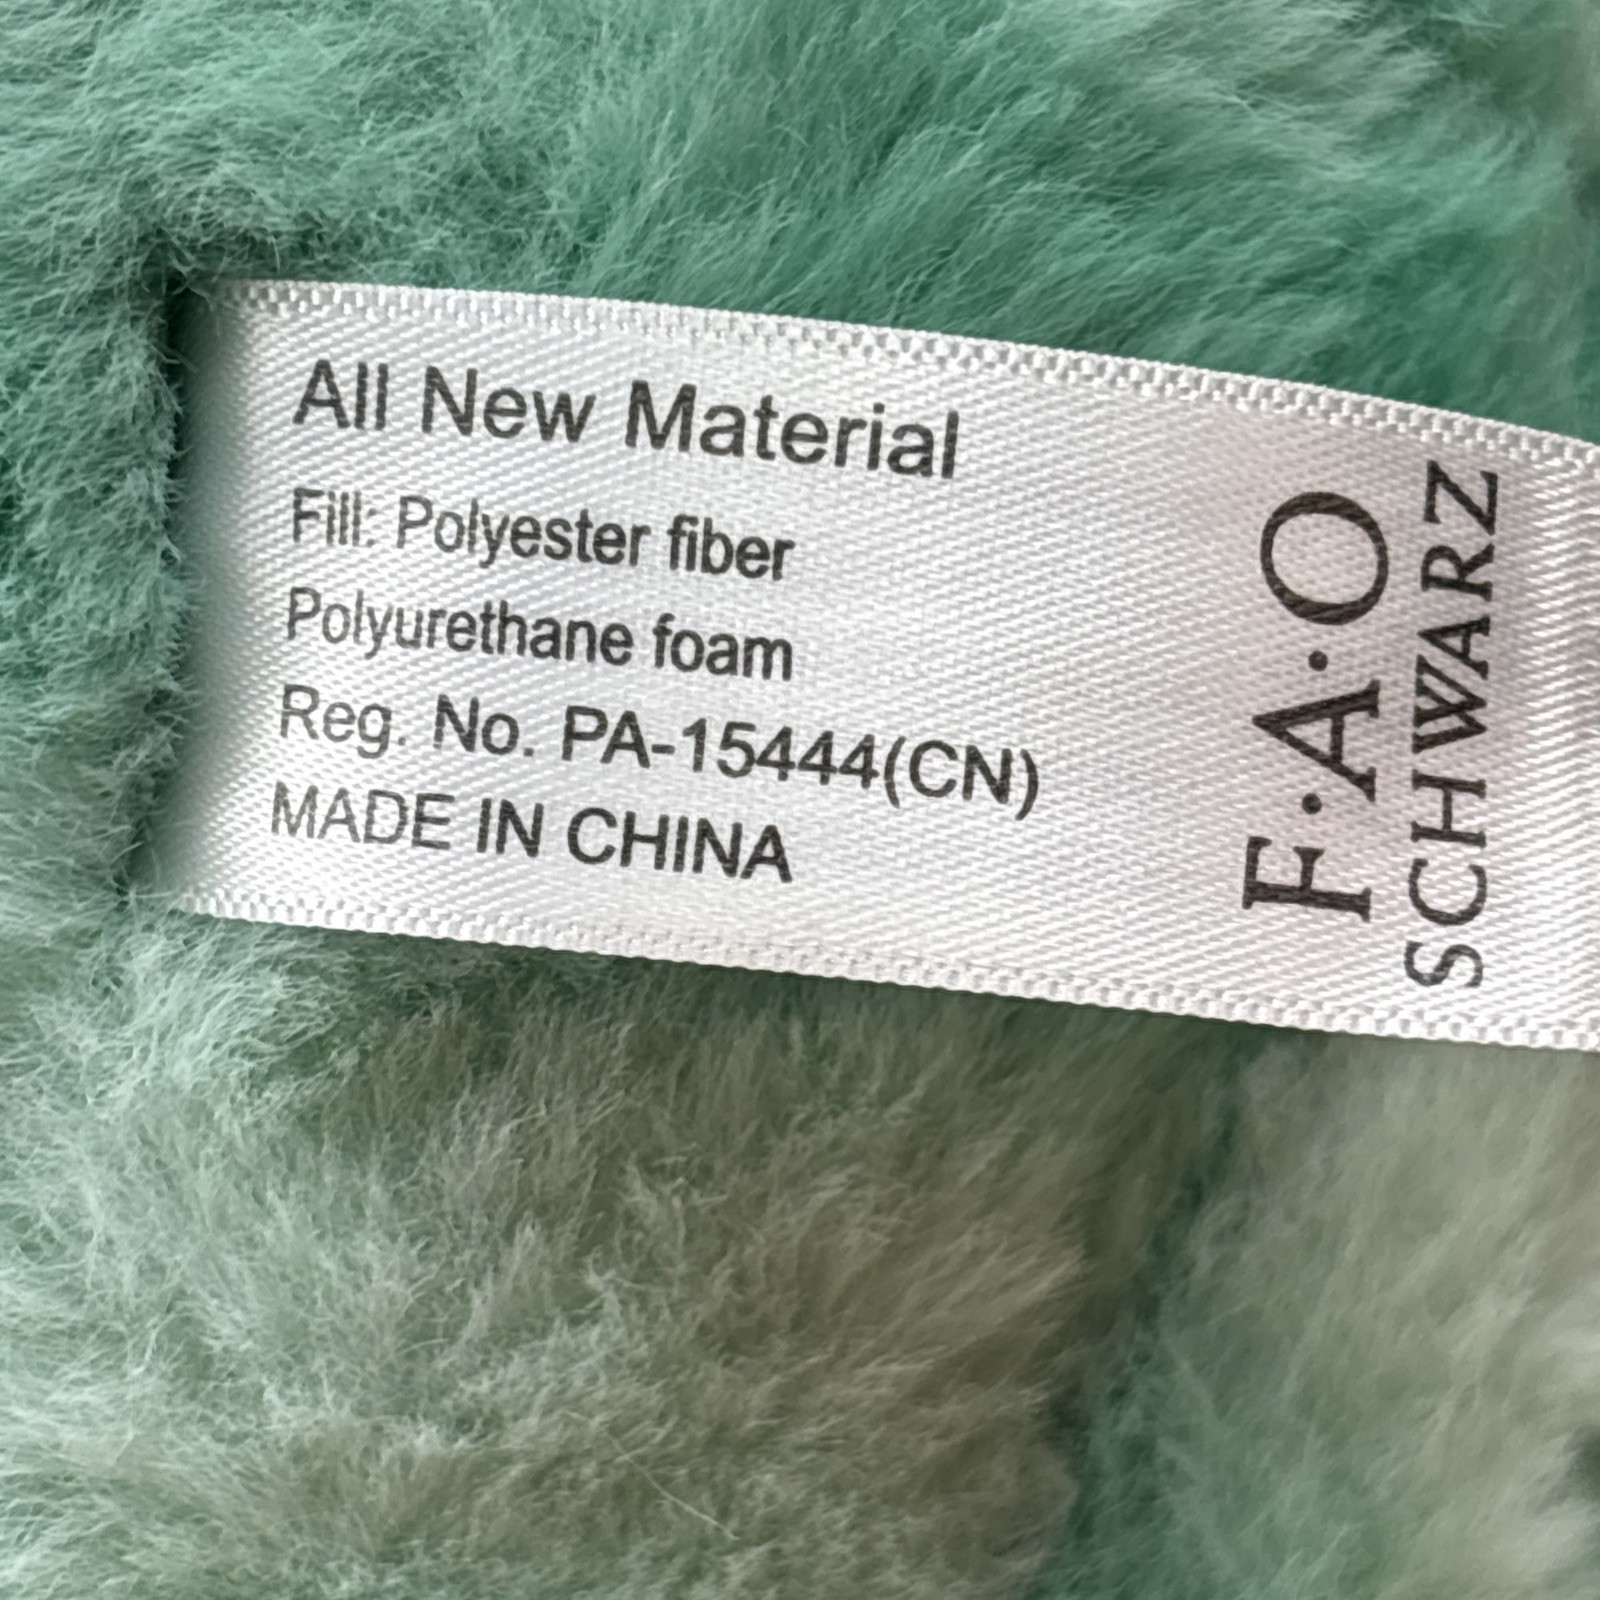 All New Material
Fill: Polyester fiber
Polyurethane foam
Reg. No. PA-15444(CN)
MADE IN CHINA
F·A·O
SCHWARZ